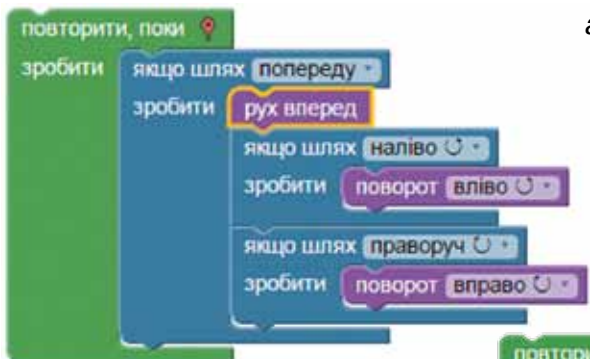 повторити, поки
а
зробити якщо шлях попереду
зробити рух вперед
якщо шлях наліво
зробити поворот вліво
якщо шлях праворуч
зробити поворот вправо